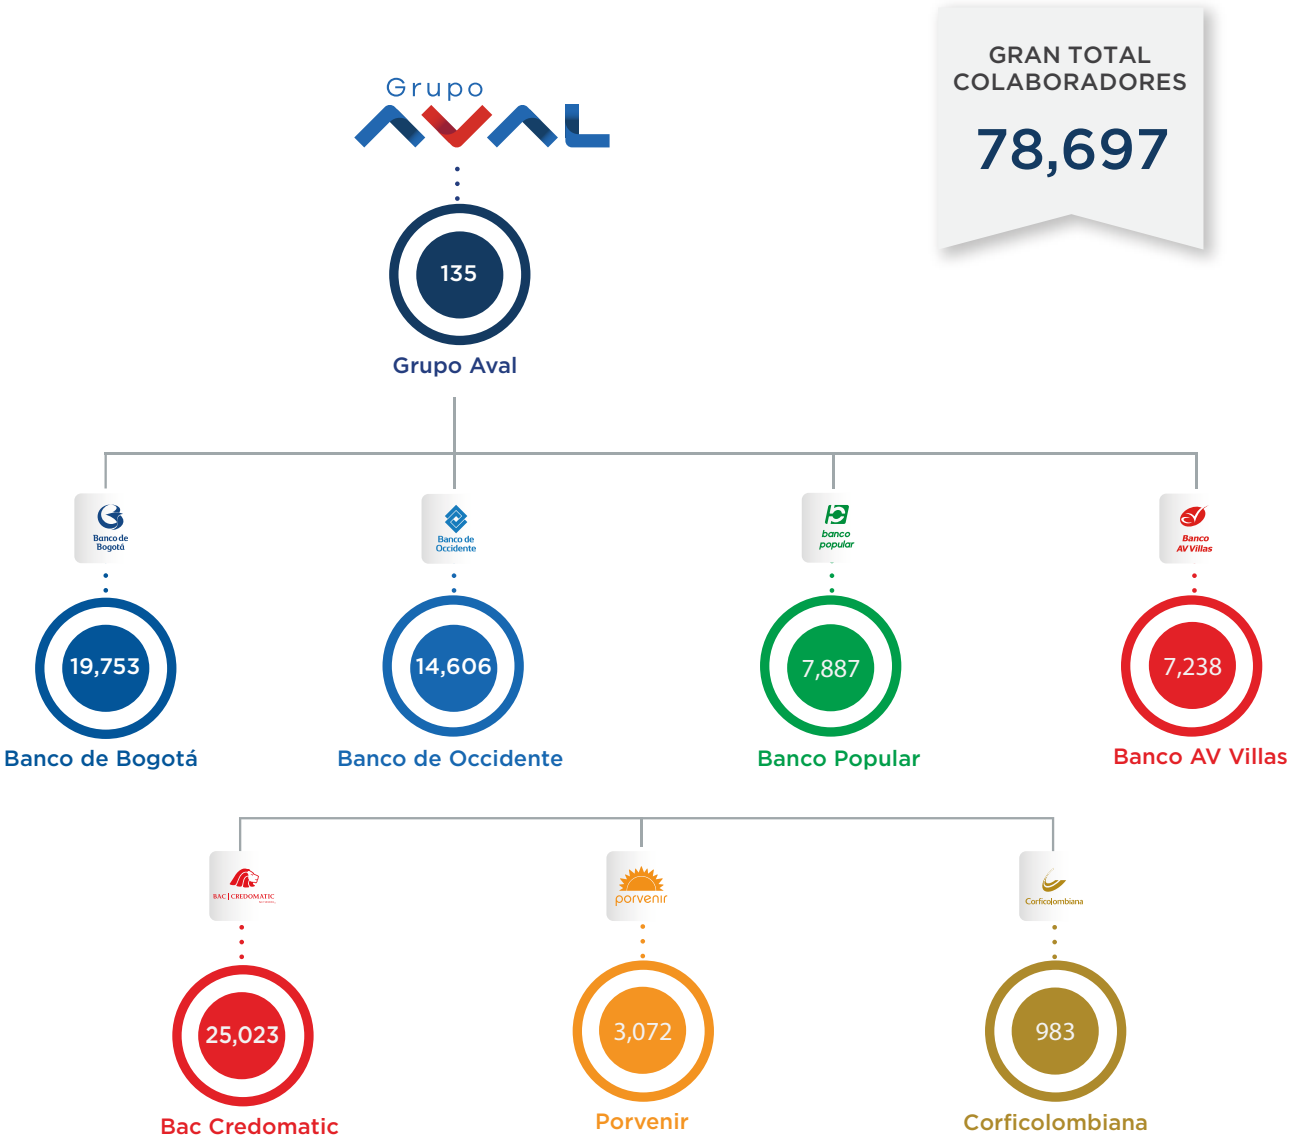 GRAN TOTAL
COLABORADORES
78,697
Grupo
AVAL
135
Grupo Aval
Banco de
Bogotá
Banco de
Occidente
banco
popular
Banco
AV Villas
19,753
14,606
7,887
7,238
Banco de Bogotá
Banco de Occidente
Banco Popular
Banco AV Villas
BAC | CREDOMATIC
porvenir
Corficolombiana
25,023
3,072
983
Bac Credomatic
Porvenir
Corficolombiana